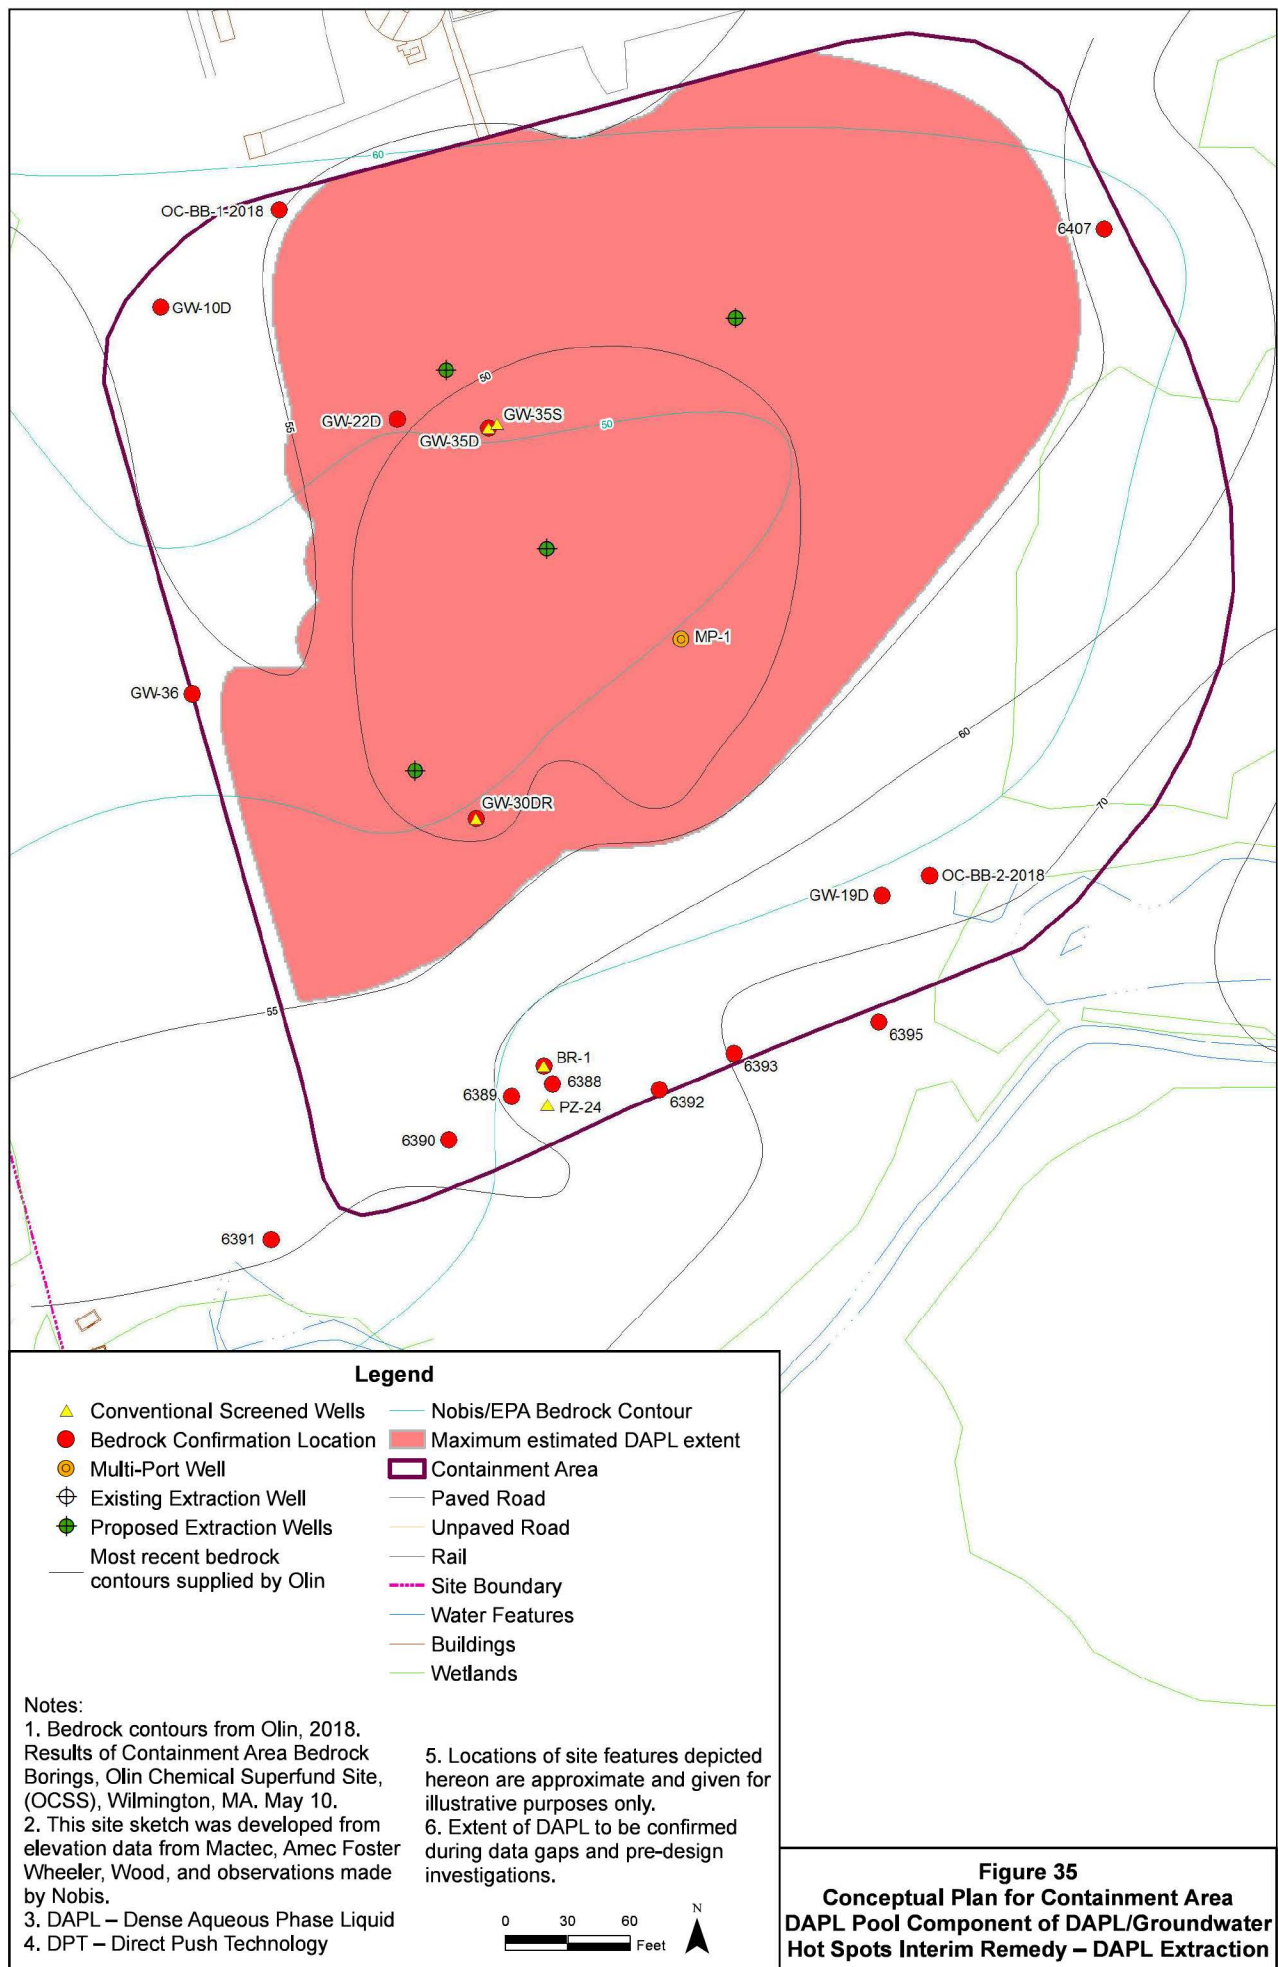 60
OC-BB-1-2018
6407
GW-10D
50
GW-35S
GW-22D
50
55
GW-35D
MP-1
GW-36
60
GW-30DR
70
OC-BB-2-2018
GW-19D
55
6395
BR-1
6393
6388
6389
6392
PZ-24
6390
6391
Legend
Conventional Screened Wells
Bedrock Confirmation Location
Multi-Port Well
Existing Extraction Well
Proposed Extraction Wells
Most recent bedrock
contours supplied by Olin
Nobis/EPA Bedrock Contour
Maximum estimated DAPL extent
Containment Area
Paved Road
Unpaved Road
Rail
Site Boundary
Water Features
Buildings
Wetlands
Notes:
1. Bedrock contours from Olin, 2018.
Results of Containment Area Bedrock
Borings, Olin Chemical Superfund Site,
(OCSS), Wilmington, MA. May 10.
2. This site sketch was developed from
elevation data from Mactec, Amec Foster
Wheeler, Wood, and observations made
by Nobis.
3. DAPL – Dense Aqueous Phase Liquid
4. DPT – Direct Push Technology
5. Locations of site features depicted
hereon are approximate and given for
illustrative purposes only.
6. Extent of DAPL to be confirmed
during data gaps and pre-design
investigations.
0 30 60
Feet
N
Figure 35
Conceptual Plan for Containment Area
DAPL Pool Component of DAPL/Groundwater
Hot Spots Interim Remedy – DAPL Extraction